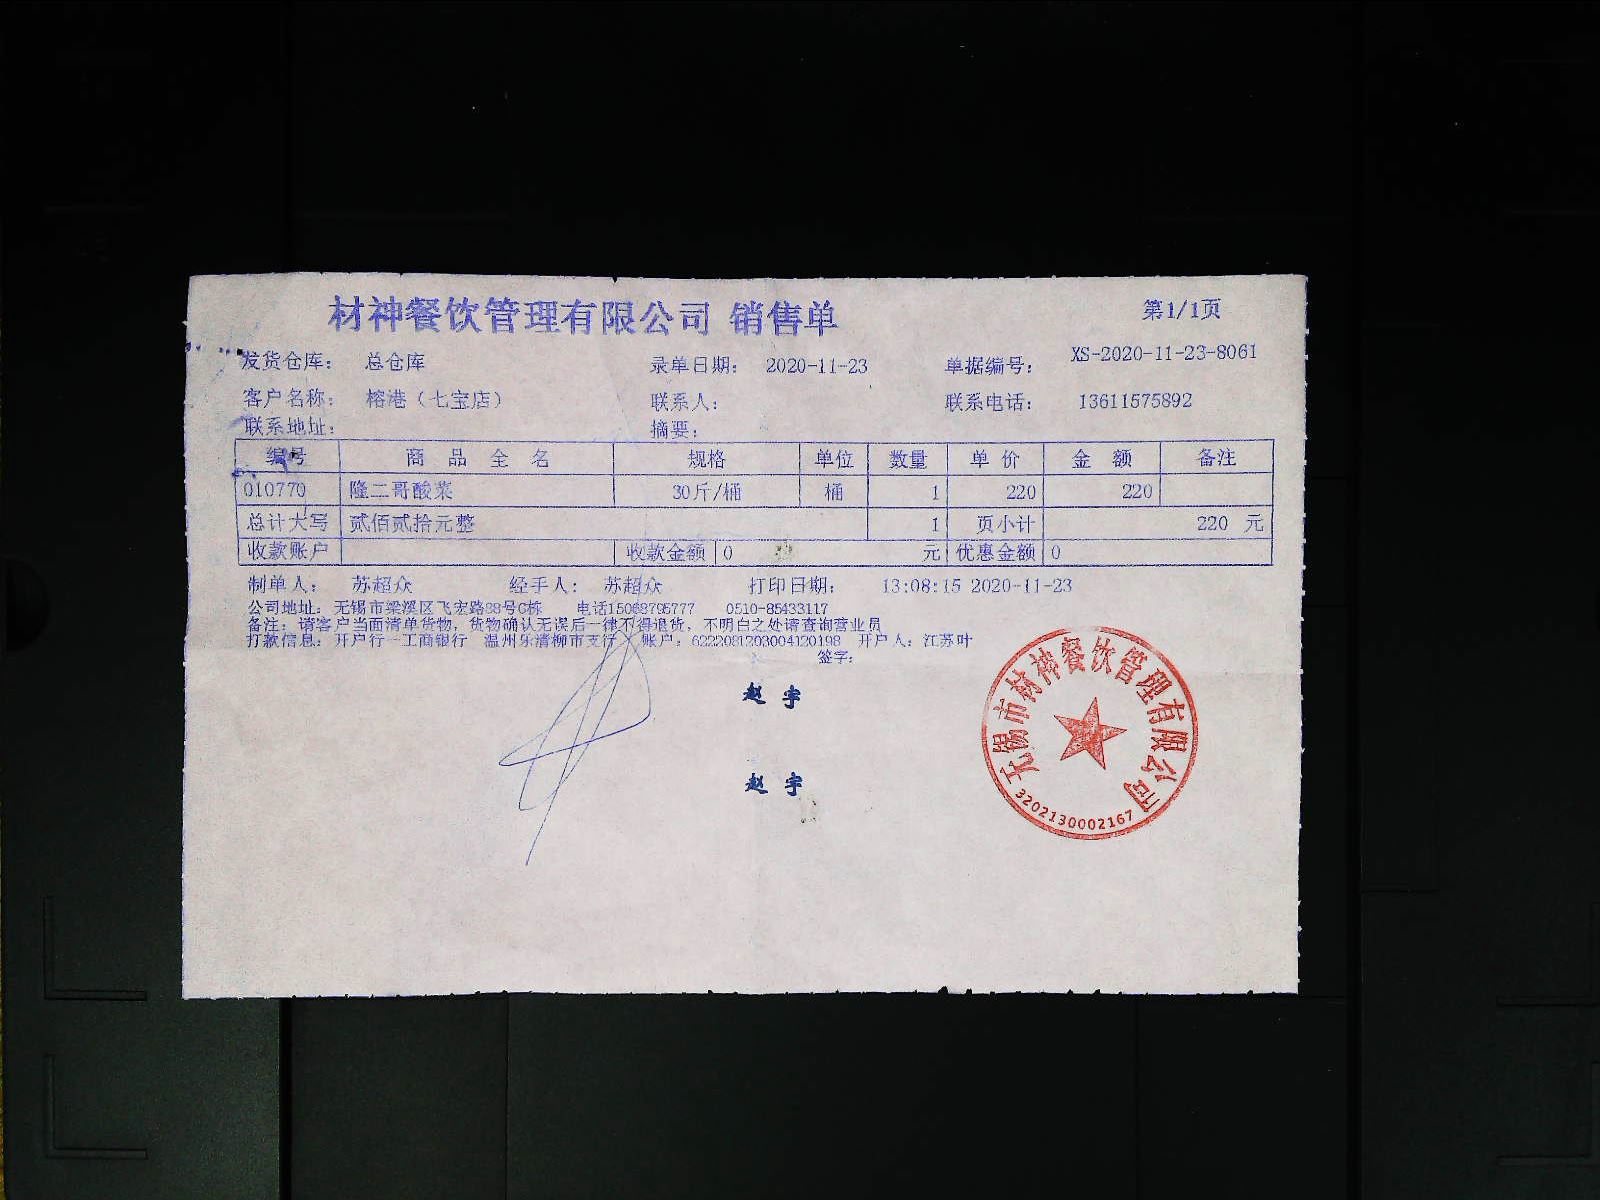 材神餐饮管理有限公司 销售单 第1/1页
发货仓库: 总仓库 录单日期: 2020-11-23 单据编号: XS-2020-11-23-8061
客户名称: 榕港（七宝店） 联系人: 联系电话: 13611575892
联系地址: 摘要:
编号 商品全名 规格 单位 数量 单价 金额 备注
010770 隆二哥酸菜 30斤/桶 桶 1 220 220
总计大写 贰佰贰拾元整 1 页小计 220 元
收款账户 收款金额 0 元 优惠金额 0
制单人: 苏超众 经手人: 苏超众 打印日期: 13:08:15 2020-11-23
公司地址: 无锡市梁溪区飞宏路88号C栋 电话15068795777 0510-85433117
备注: 请客户当面清单货物, 货物确认无误后一律不得退货, 不明白之处请查询营业员
打款信息: 开户行一工商银行 温州乐清柳市支行 账户: 6222081203004120198 开户人: 江苏叶
签字:
赵宇
赵宇
无锡市材神餐饮管理有限公司
3202130002167